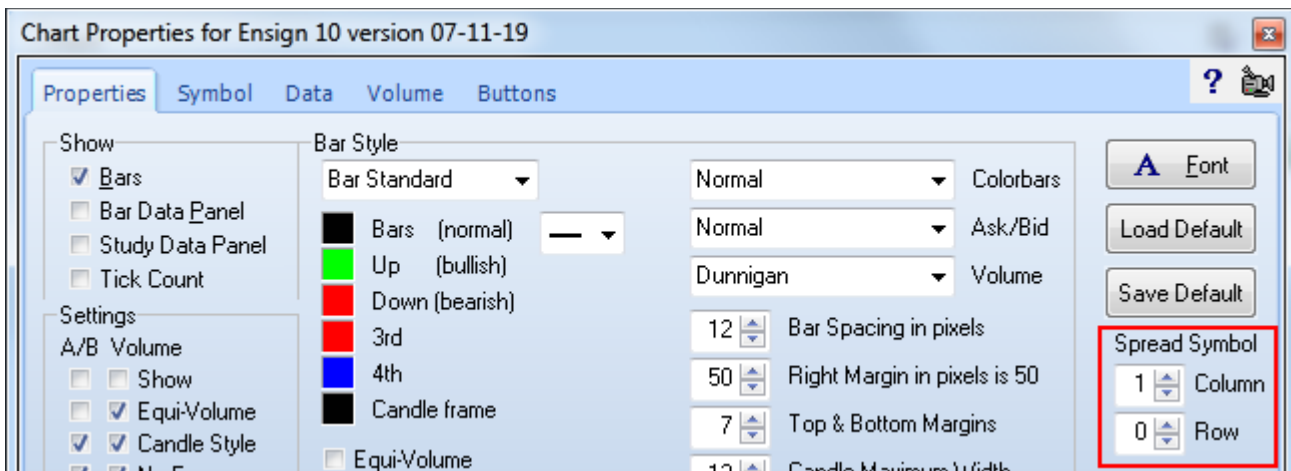 Chart Properties for Ensign 10 version 07-11-19
Properties Symbol Data Volume Buttons
?
Show
Bars
Bar Data Panel
Study Data Panel
Tick Count
Settings
A/B Volume
Show
Equi-Volume
Candle Style
Bar Style
Bar Standard
Bars (normal)
Up (bullish)
Down (bearish)
3rd
4th
Candle frame
Equi-Volume
Normal Colorbars
Normal Ask/Bid
Dunnigan Volume
12 Bar Spacing in pixels
50 Right Margin in pixels is 50
7 Top & Bottom Margins
12 Candle Maximum Width
A Font
Load Default
Save Default
Spread Symbol
1 Column
0 Row